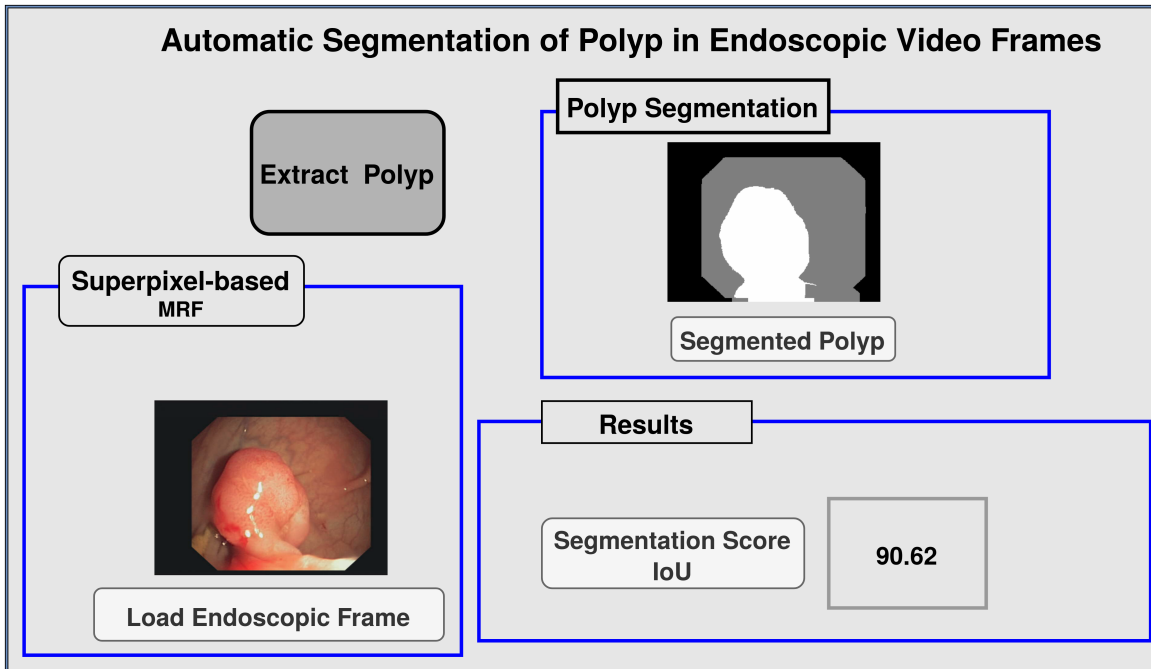 Automatic Segmentation of Polyp in Endoscopic Video Frames
Extract Polyp
Polyp Segmentation
Segmented Polyp
Superpixel-based
MRF
Load Endoscopic Frame
Results
Segmentation Score
IoU
90.62